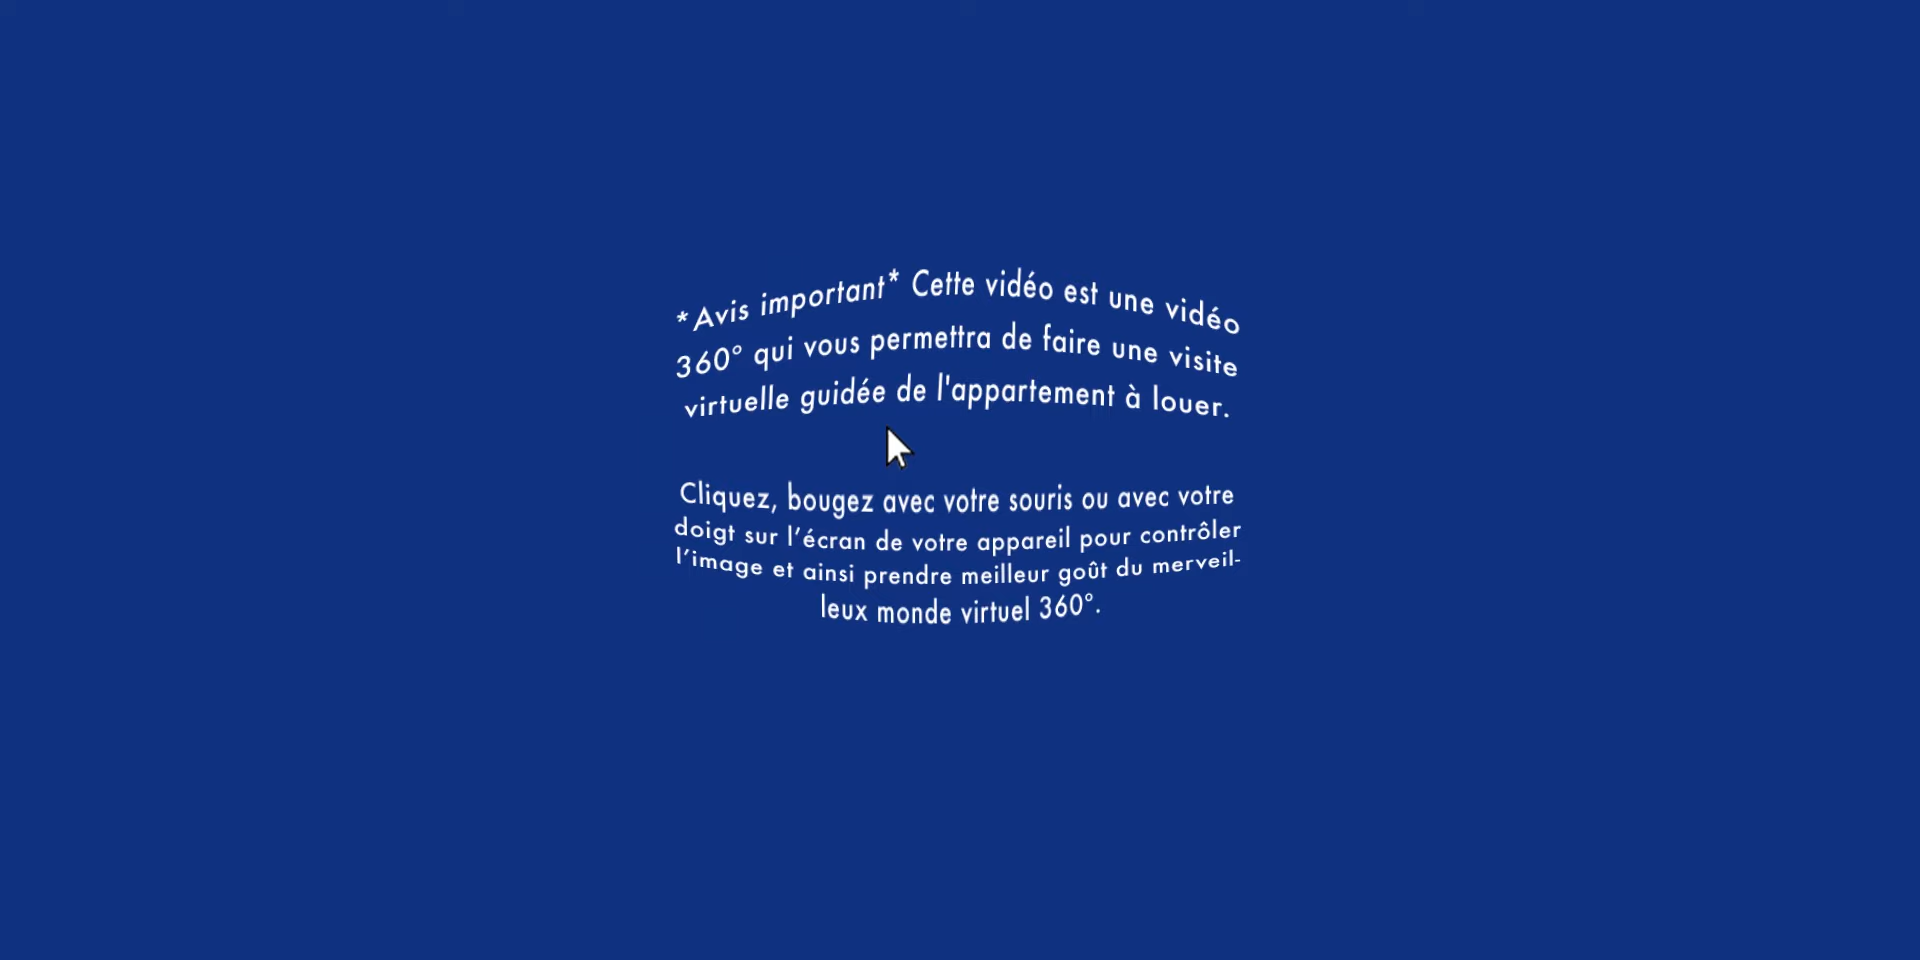 *Avis important* Cette vidéo est une vidéo
360° qui vous permettra de faire une visite
virtuelle guidée de l'appartement à louer.
Cliquez, bougez avec votre souris ou avec votre
doigt sur l’écran de votre appareil pour contrôler
l’image et ainsi prendre meilleur goût du merveil-
leux monde virtuel 360°.